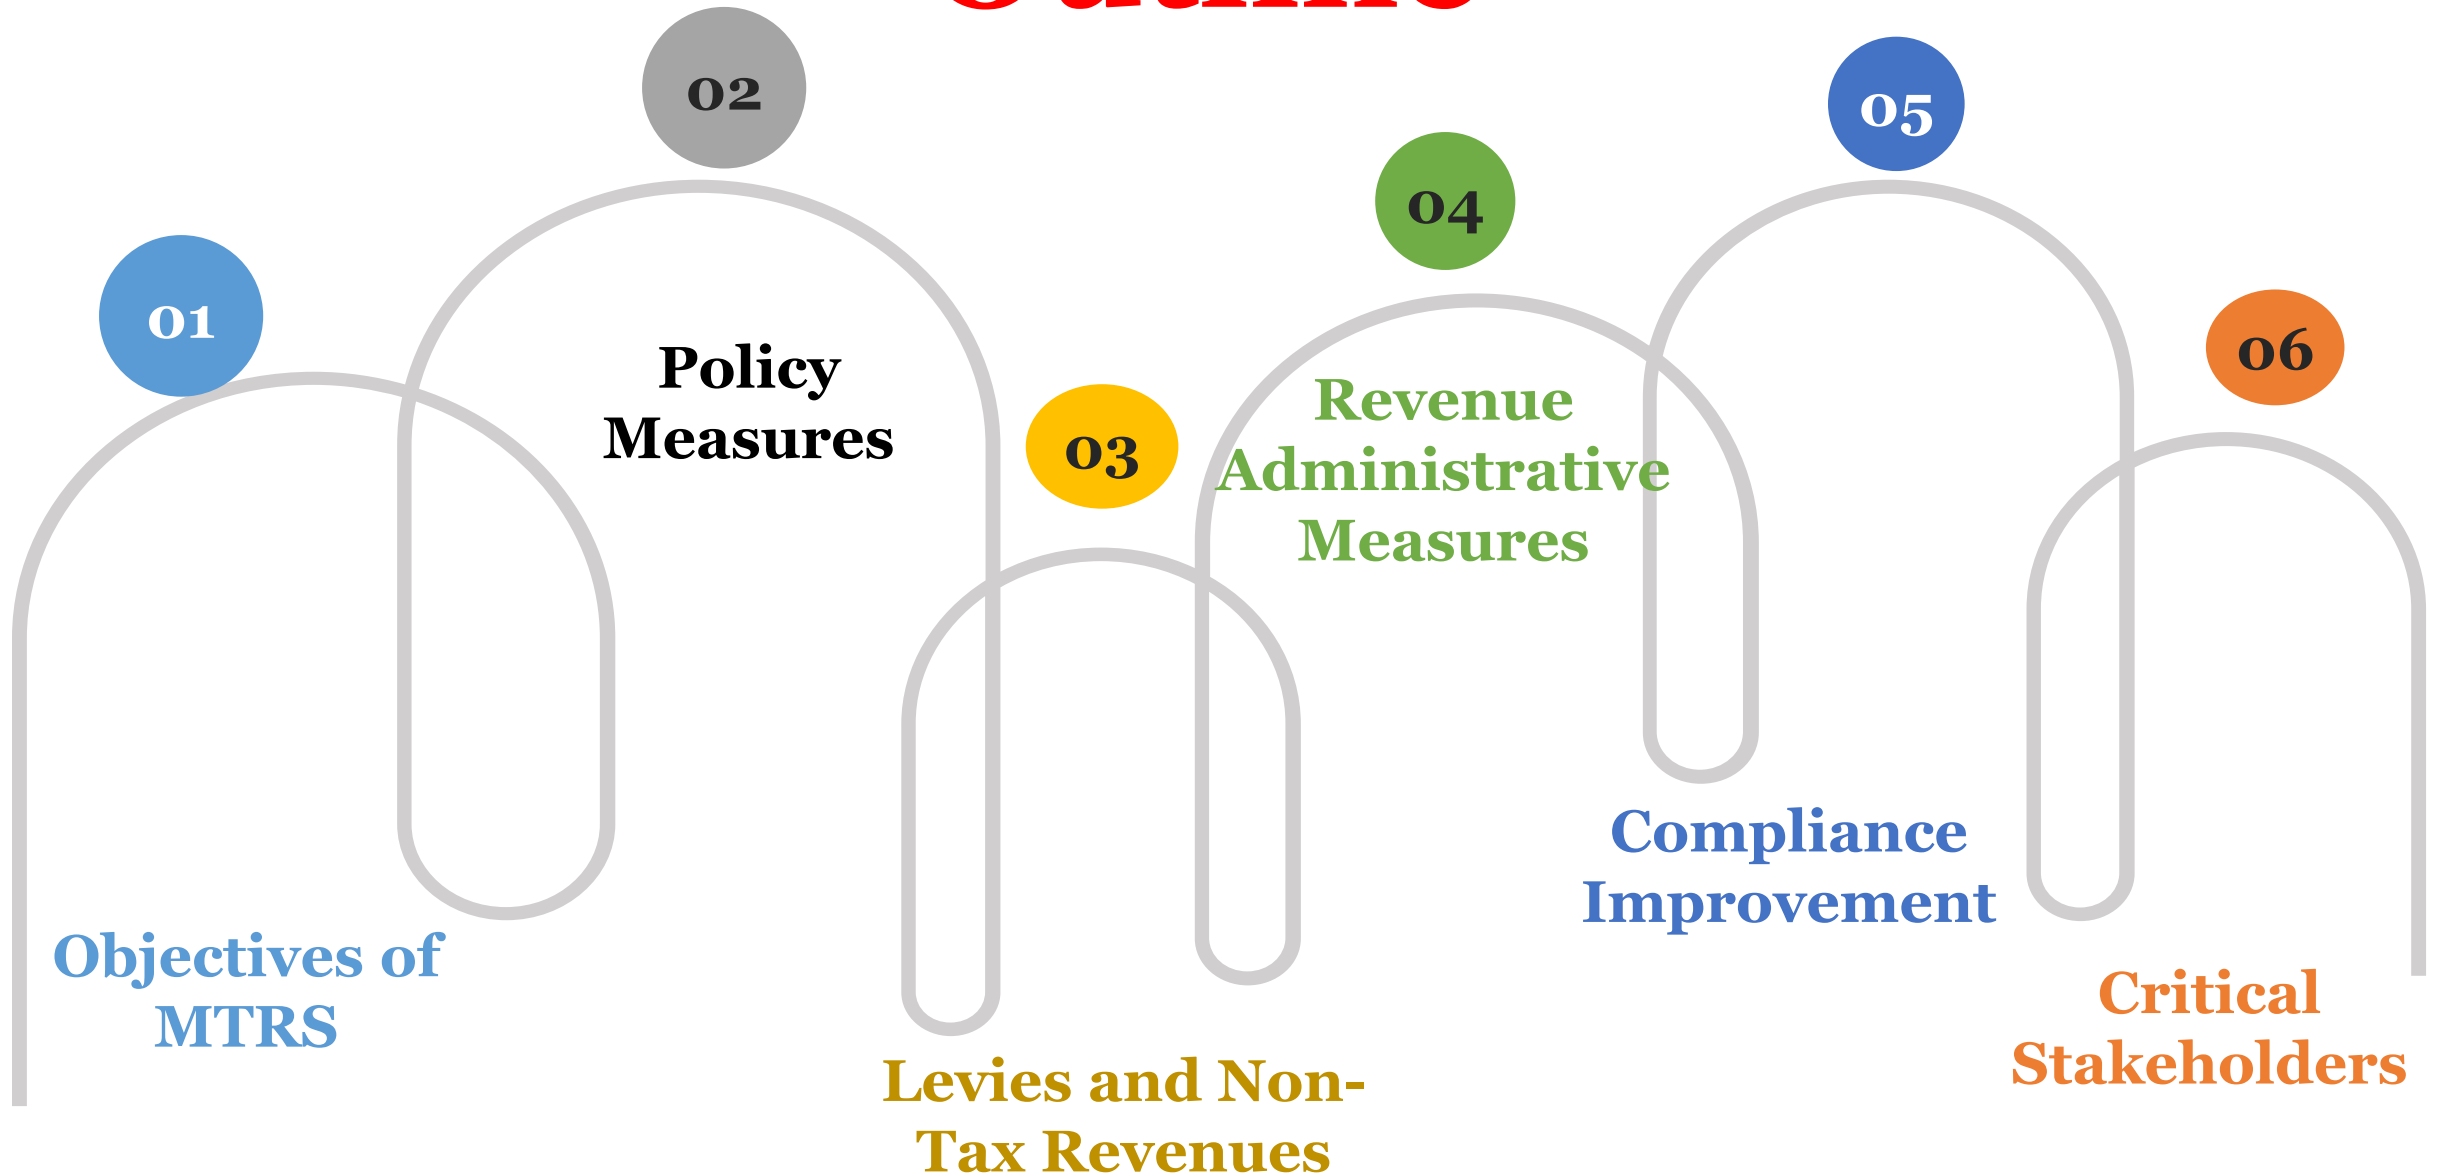 Outline
01
Objectives of
MTRS
02
Policy
Measures
03
Levies and Non-
Tax Revenues
04
Revenue
Administrative
Measures
05
Compliance
Improvement
06
Critical
Stakeholders